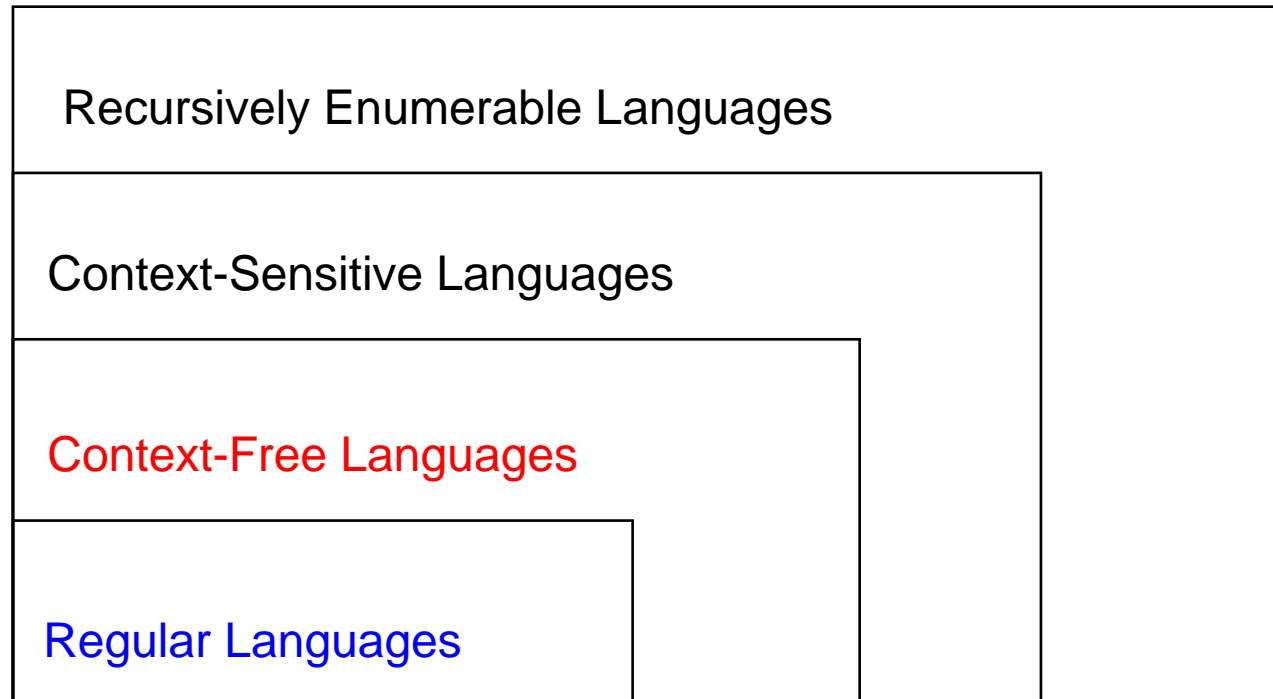 Recursively Enumerable Languages
Context-Sensitive Languages
Context-Free Languages
Regular Languages